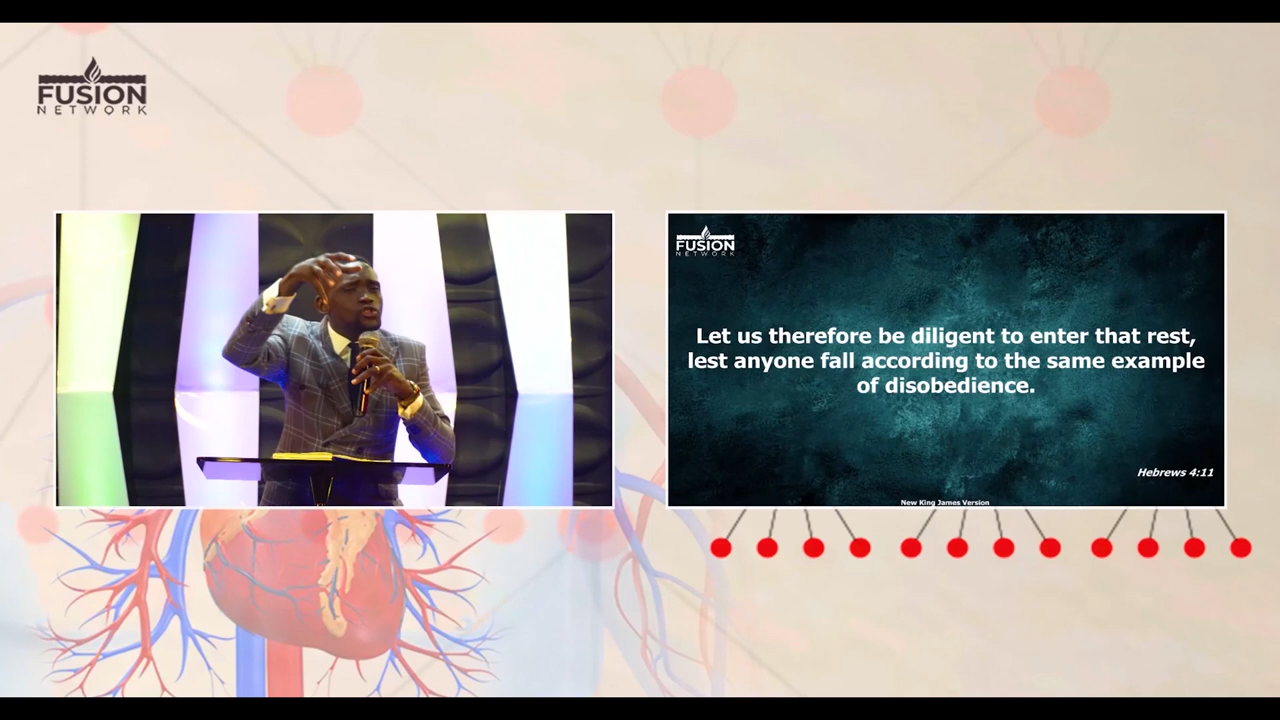 FUSION
NETWORK
FUSION
NETWORK
Let us therefore be diligent to enter that rest,
lest anyone fall according to the same example
of disobedience.
Hebrews 4:11
New King James Version